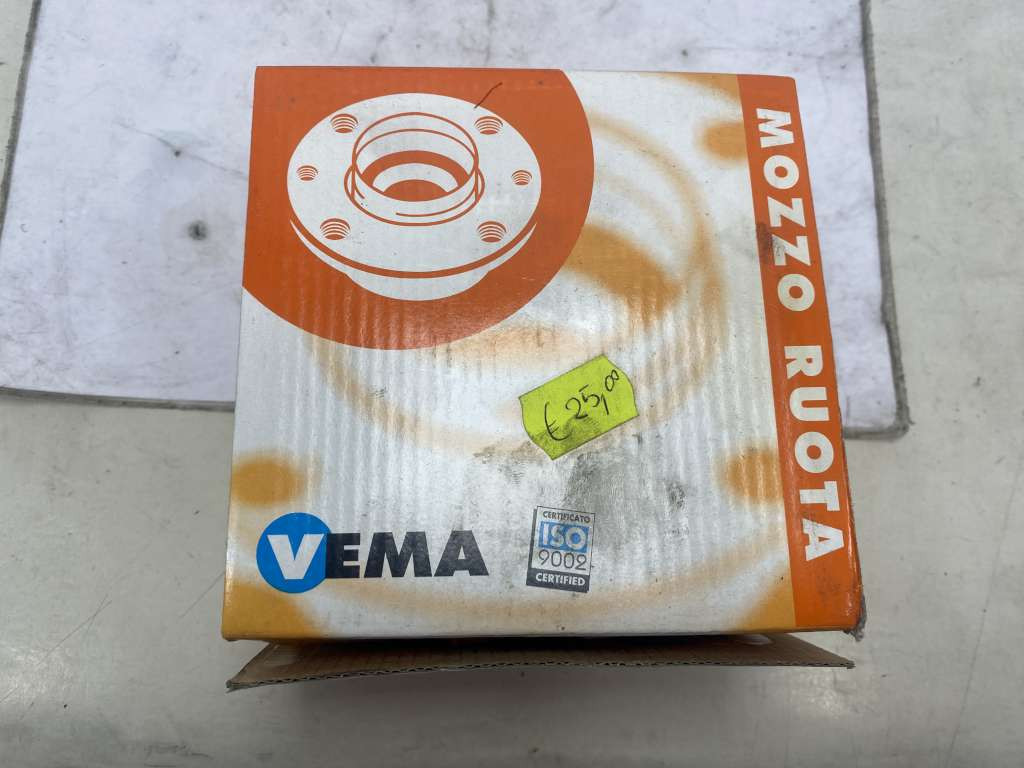 MOZZO RUOTA
€ 25,00
VEMA
CERTIFICATO
ISO
9002
CERTIFIED